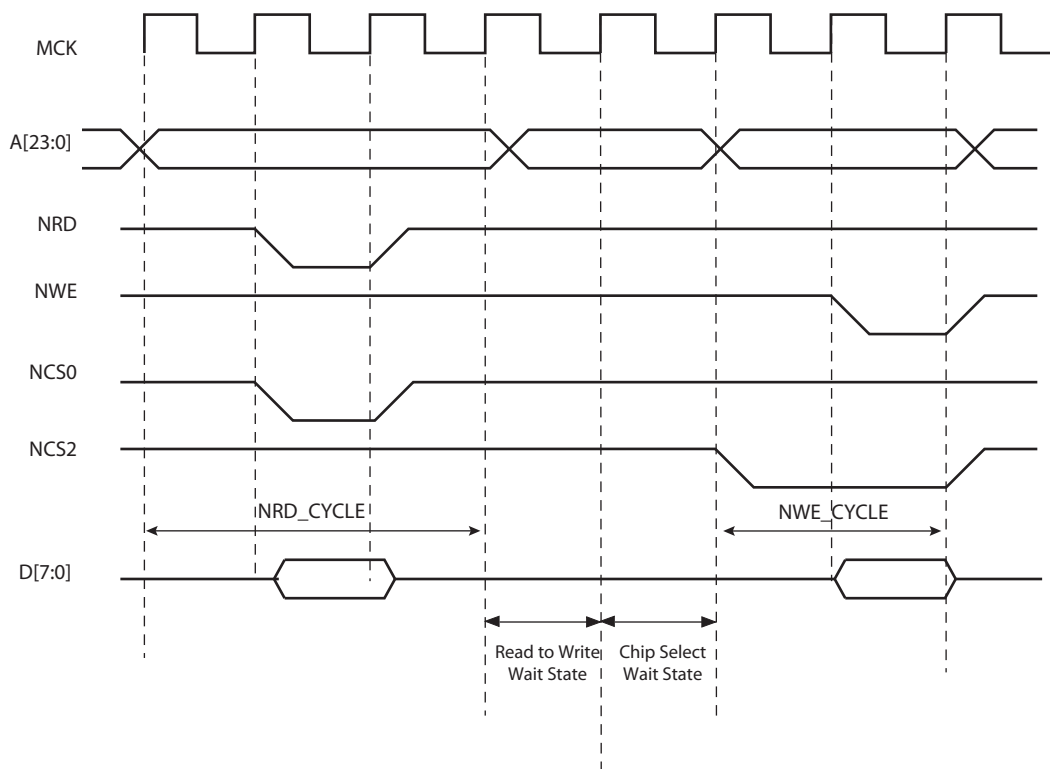 MCK
A[23:0]
NRD
NWE
NCS0
NCS2
NRD_CYCLE
NWE_CYCLE
D[7:0]
Read to Write
Wait State
Chip Select
Wait State